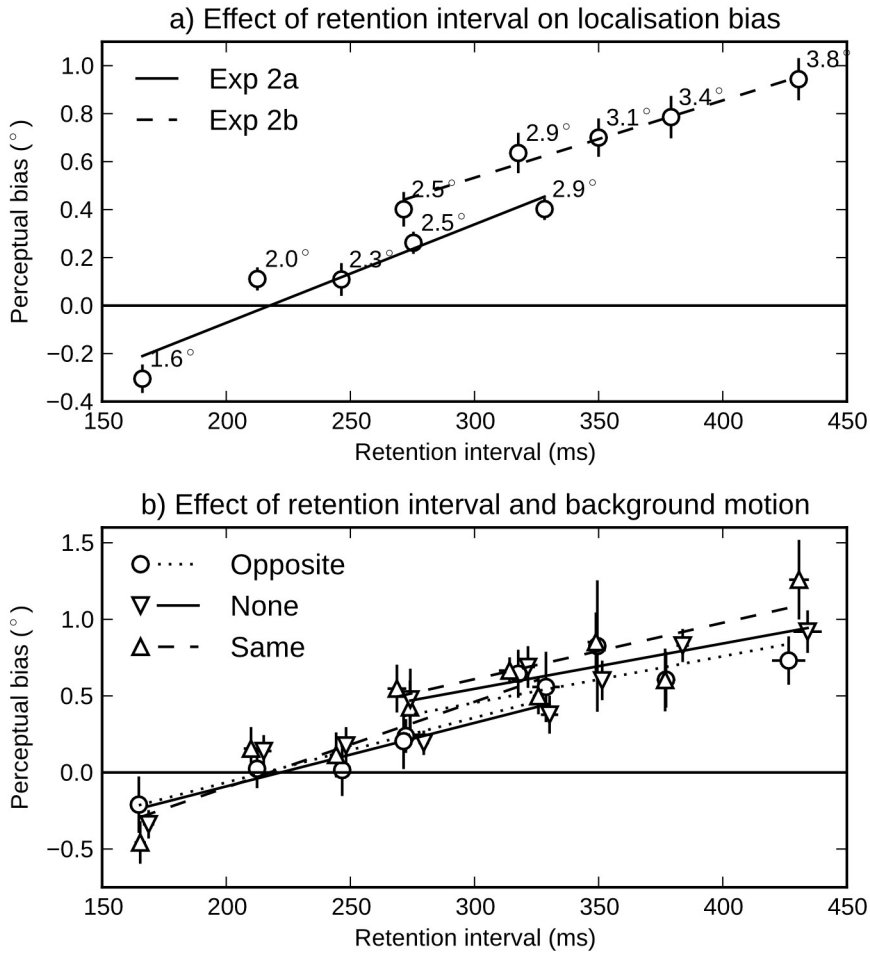 a) Effect of retention interval on localisation bias
Perceptual bias (°)
1.0
0.8
0.6
0.4
0.2
0.0
−0.2
−0.4
Exp 2a
Exp 2b
3.8°
3.4°
3.1°
2.9°
2.5°
2.9°
2.5°
2.3°
2.0°
1.6°
150 200 250 300 350 400 450
Retention interval (ms)
b) Effect of retention interval and background motion
Perceptual bias (°)
1.5
1.0
0.5
0.0
−0.5
Opposite
None
Same
150 200 250 300 350 400 450
Retention interval (ms)